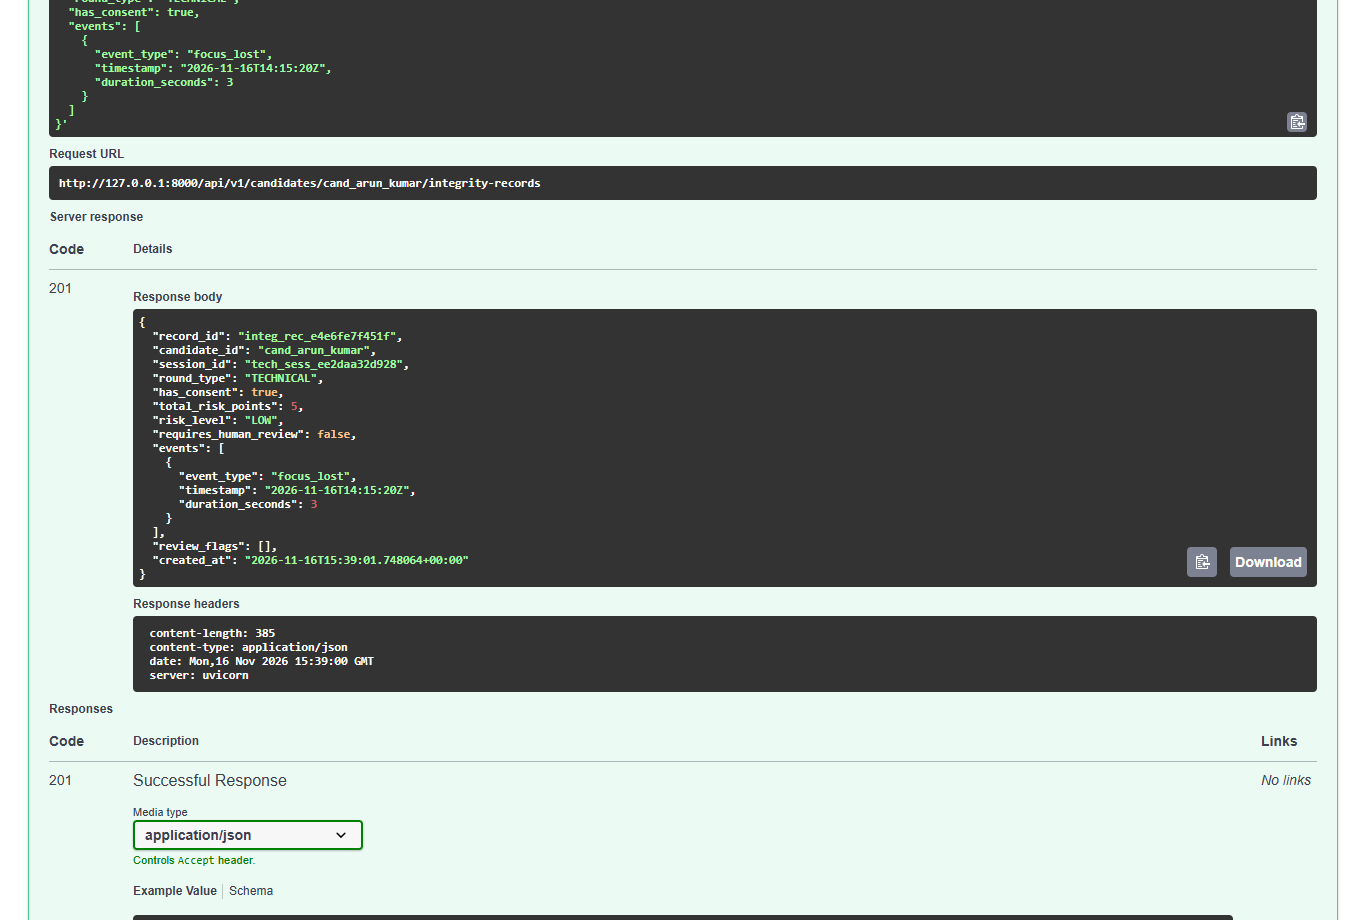 "round_type": "TECHNICAL",
"has_consent": true,
"events": [
{
"event_type": "focus_lost",
"timestamp": "2026-11-16T14:15:20Z",
"duration_seconds": 3
}
]
}'
Request URL
http://127.0.0.1:8000/api/v1/candidates/cand_arun_kumar/integrity-records
Server response
Code Details
201
Response body
{
"record_id": "integ_rec_e4e6fe7f451f",
"candidate_id": "cand_arun_kumar",
"session_id": "tech_sess_ee2daa32d928",
"round_type": "TECHNICAL",
"has_consent": true,
"total_risk_points": 5,
"risk_level": "LOW",
"requires_human_review": false,
"events": [
{
"event_type": "focus_lost",
"timestamp": "2026-11-16T14:15:20Z",
"duration_seconds": 3
}
],
"review_flags": [],
"created_at": "2026-11-16T15:39:01.748064+00:00"
}
Download
Response headers
content-length: 385
content-type: application/json
date: Mon,16 Nov 2026 15:39:00 GMT
server: uvicorn
Responses
Code Description Links
201 Successful Response No links
Media type
application/json
Controls Accept header.
Example Value Schema